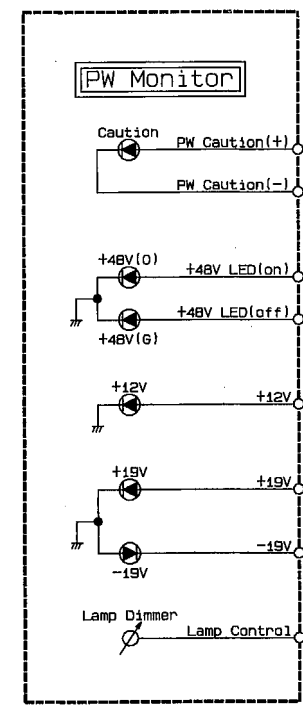 PW Monitor
Caution
PW Caution(+)
PW Caution(-)
+48V(O)
+48V LED(on)
+48V LED(off)
+48V(G)
+12V
+12V
+19V
+19V
-19V
-19V
Lamp Dimmer
Lamp Control